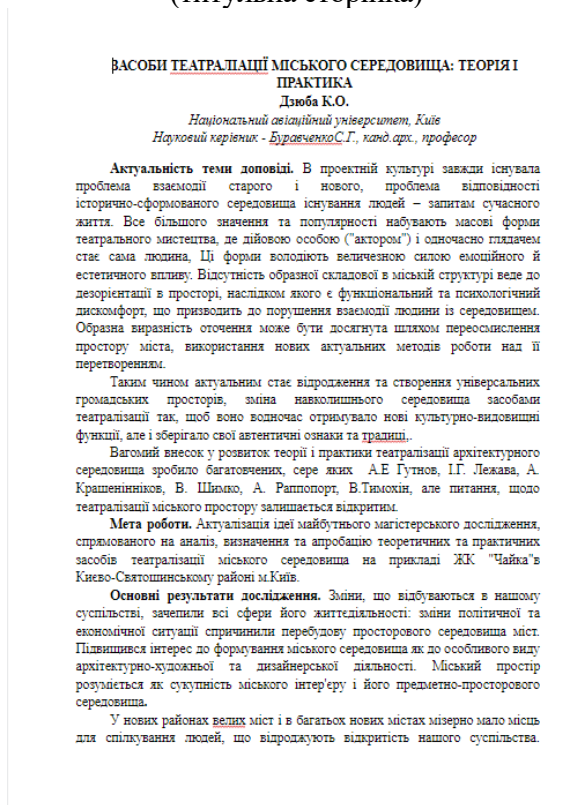 (титульна сторінка)
ЗАСОБИ ТЕАТРАЛІАЦІЇ МІСЬКОГО СЕРЕДОВИЩА: ТЕОРІЯ І
ПРАКТИКА
Дзюба К.О.
Національний авіаційний університет, Київ
Науковий керівник - БуравченкоС.Г., канд.арх., професор
Актуальність теми доповіді. В проектній культурі завжди існувала
проблема взаємодії старого і нового, проблема відповідності
історично-сформованого середовища існування людей – запитам сучасного
життя. Все більшого значення та популярності набувають масові форми
театрального мистецтва, де дійовою особою ("актором") і одночасно глядачем
стає сама людина, Ці форми володіють величезною силою емоційного й
естетичного впливу. Відсутність образної складової в міській структурі веде до
дезорієнтації в просторі, наслідком якого є функціональний та психологічний
дискомфорт, що призводить до порушення взаємодії людини із середовищем.
Образна виразність оточення може бути досягнута шляхом переосмислення
простору міста, використання нових актуальних методів роботи над її
перетворенням.
Таким чином актуальним стає відродження та створення універсальних
громадських просторів, зміна навколишнього середовища засобами
театралізації так, щоб воно водночас отримувало нові культурно-видовищні
функції, але і зберігало свої автентичні ознаки та традиці,.
Вагомий внесок у розвиток теорії і практики театралізації архітектурного
середовища зробило багатовчених, сере яких А.Е Гутнов, І.Г. Лежава, А.
Крашенінніков, В. Шимко, А. Раппопорт, В.Тимохін, але питання, щодо
театралізації міського простору залишається відкритим.
Мета роботи. Актуалізація ідеї майбутнього магістерського дослідження,
спрямованого на аналіз, визначення та апробацію теоретичних та практичних
засобів театралізації міського середовища на прикладі ЖК "Чайка"в
Києво-Святошинському районі м.Київ.
Основні результати дослідження. Зміни, що відбуваються в нашому
суспільстві, зачепили всі сфери його життєдіяльності: зміни політичної та
економічної ситуації спричинили перебудову просторового середовища міст.
Підвищився інтерес до формування міського середовища як до особливого виду
архітектурно-художньої та дизайнерської діяльності. Міський простір
розуміється як сукупність міського інтер'єру і його предметно-просторового
середовища.
У нових районах велих міст і в багатьох нових містах мізерно мало місць
для спілкування людей, що відроджують відкритість нашого суспільства.